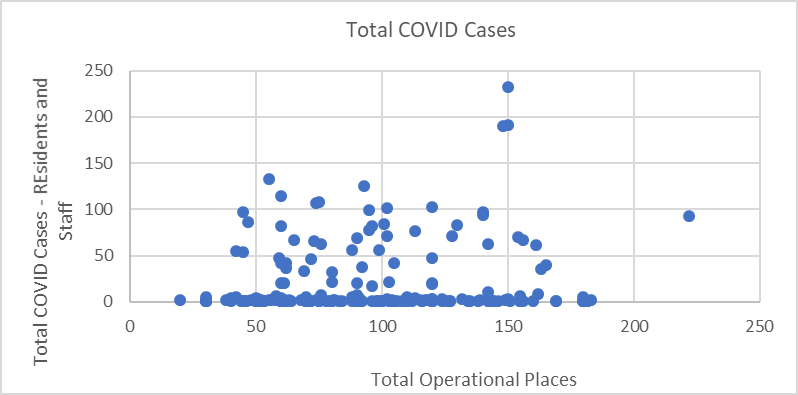 Total COVID Cases
Total COVID Cases - REsidents and
Staff
250
200
150
100
50
0
0 50 100 150 200 250
Total Operational Places